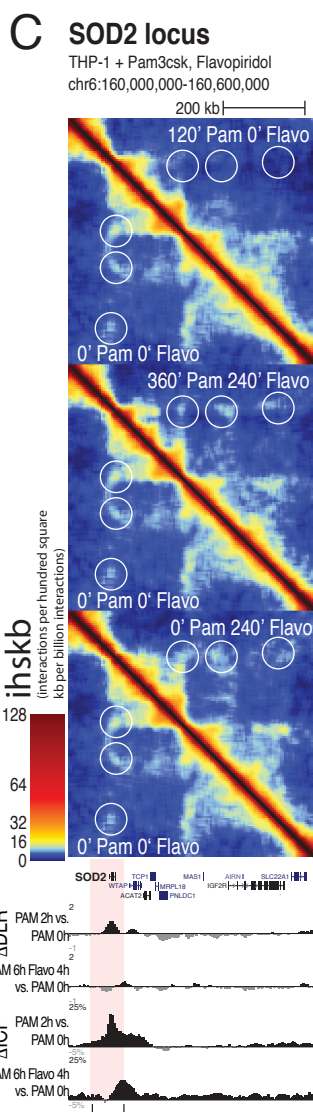 C SOD2 locus
THP-1 + Pam3csk, Flavopiridol
chr6:160,000,000-160,600,000
200 kb
120' Pam 0' Flavo
0' Pam 0' Flavo
360' Pam 240' Flavo
0' Pam 0' Flavo
0' Pam 240' Flavo
0' Pam 0' Flavo
ihskb
(interactions per hundred square
kb per billion interactions)
128
64
32
16
0
SOD2 TCP1 MAS1 AIRN SLC22A1
WTAP MRPL18 IGF2R
ACAT2 PNLDC1
2
PAM 2h vs.
PAM 0h
-1
2
AM 6h Flavo 4h
vs. PAM 0h
-1
25%
PAM 2h vs.
PAM 0h
-5%
25%
AM 6h Flavo 4h
vs. PAM 0h
-5%